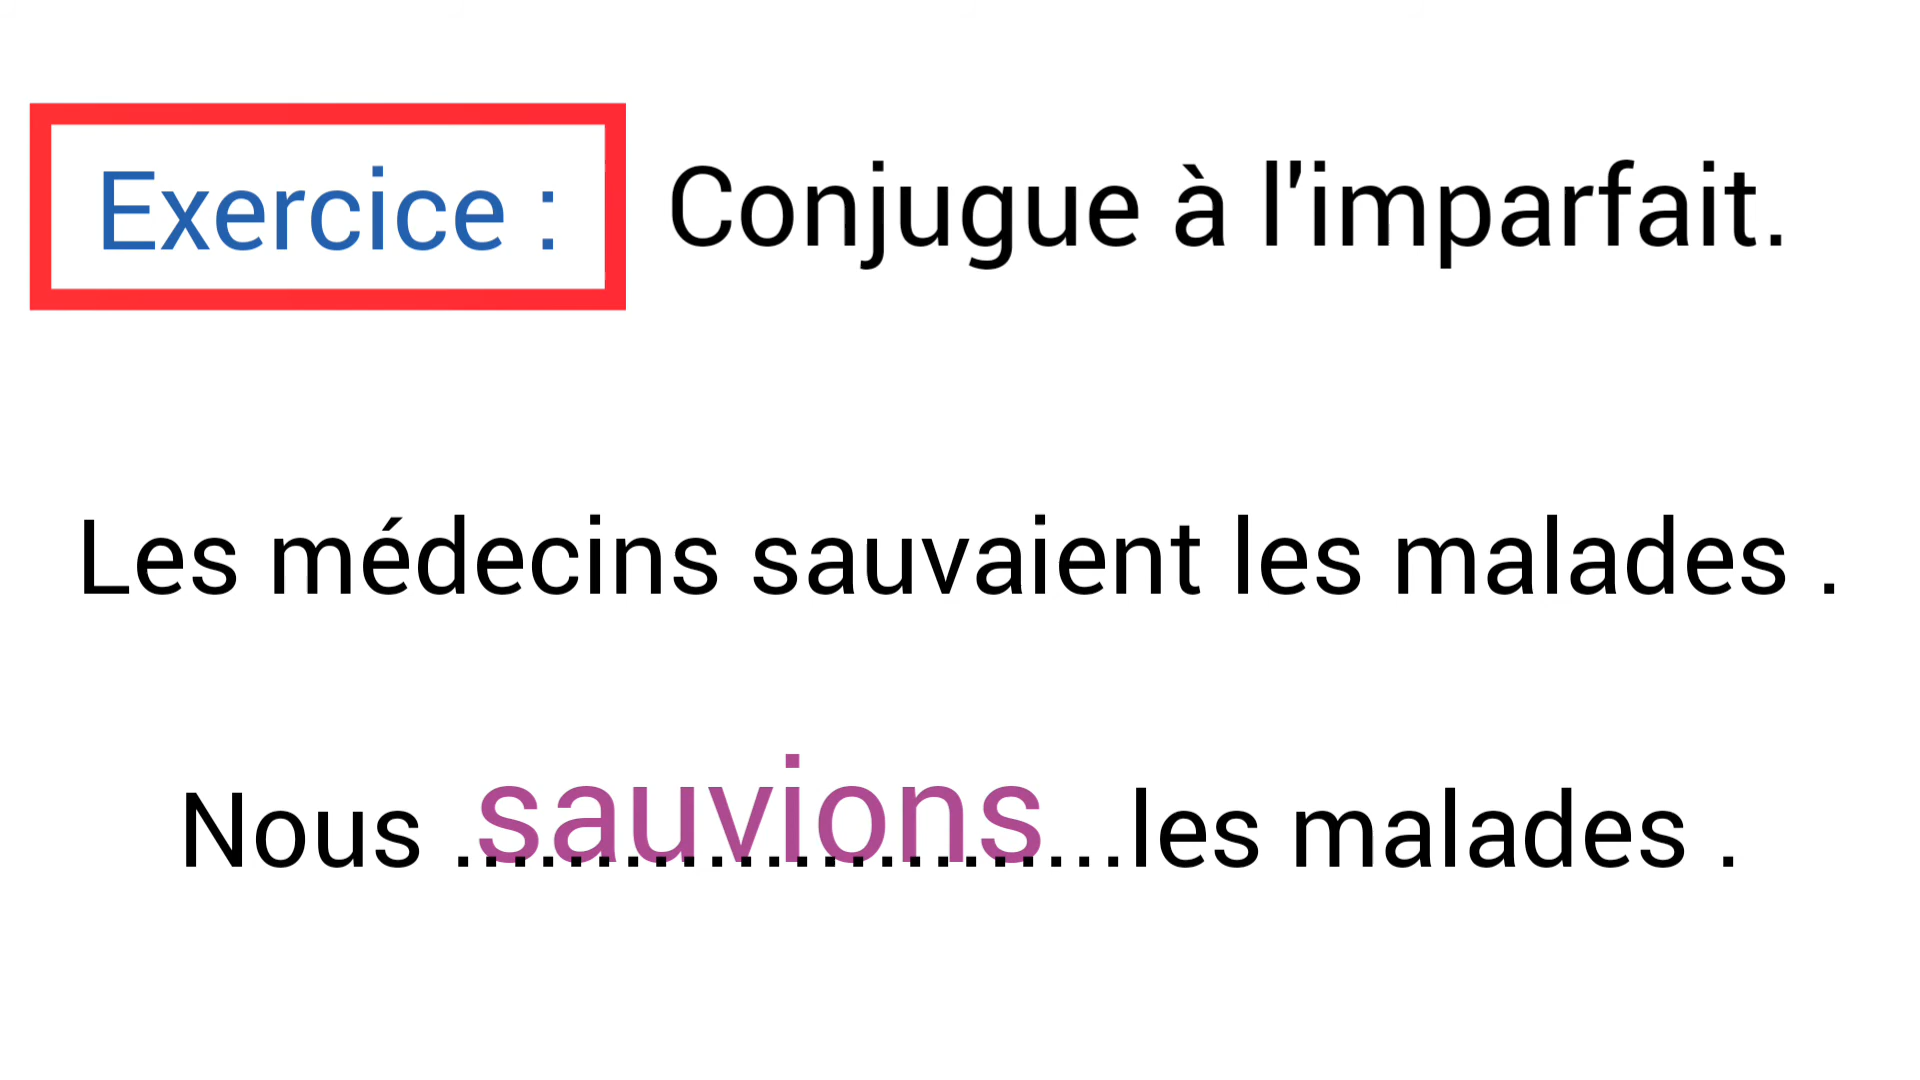 Exercice : Conjugue à l'imparfait.
Les médecins sauvaient les malades .
Nous ..sauvions...les malades .